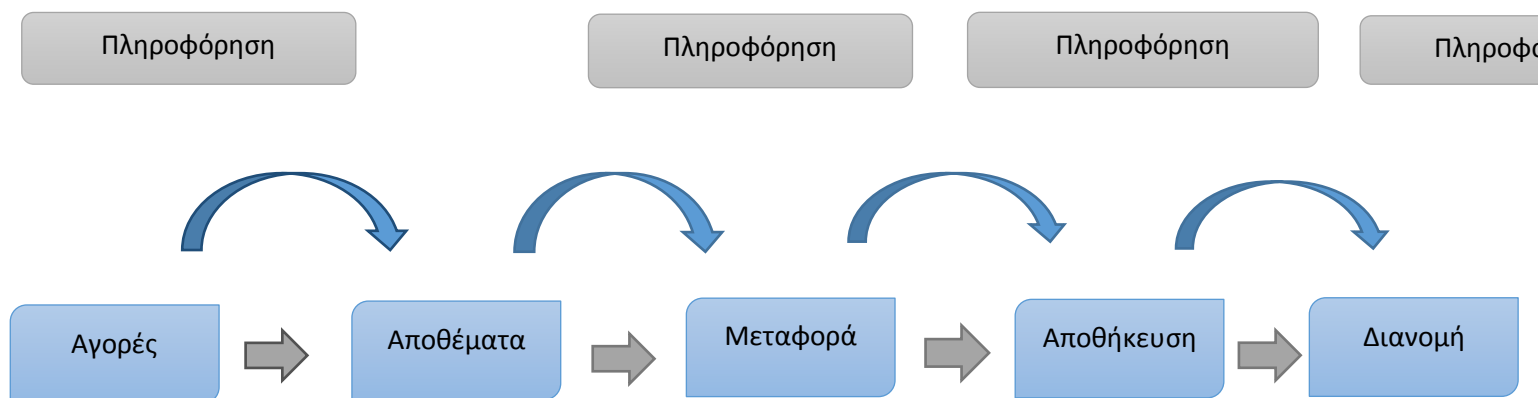 Πληροφόρηση
Πληροφόρηση
Πληροφόρηση
Αγορές
Αποθέματα
Μεταφορά
Αποθήκευση
Διανομή